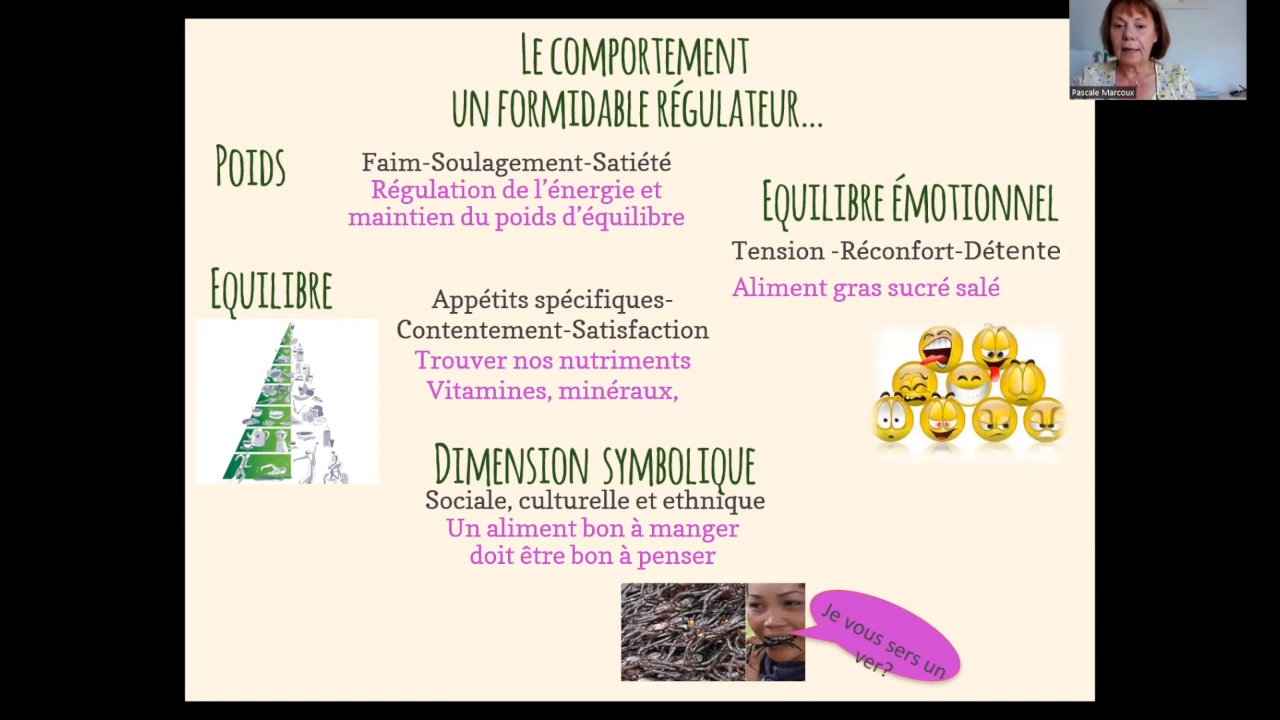 LE COMPORTEMENT
UN FORMIDABLE RÉGULATEUR...
POIDS
Faim-Soulagement-Satiété
Régulation de l'énergie et
maintien du poids d'équilibre
EQUILIBRE ÉMOTIONNEL
Tension -Réconfort-Détente
Aliment gras sucré salé
EQUILIBRE
Appétits spécifiques-
Contentement-Satisfaction
Trouver nos nutriments
Vitamines, minéraux,
DIMENSION SYMBOLIQUE
Sociale, culturelle et ethnique
Un aliment bon à manger
doit être bon à penser
Je vous sers un
ver?
Pascale Marcoux